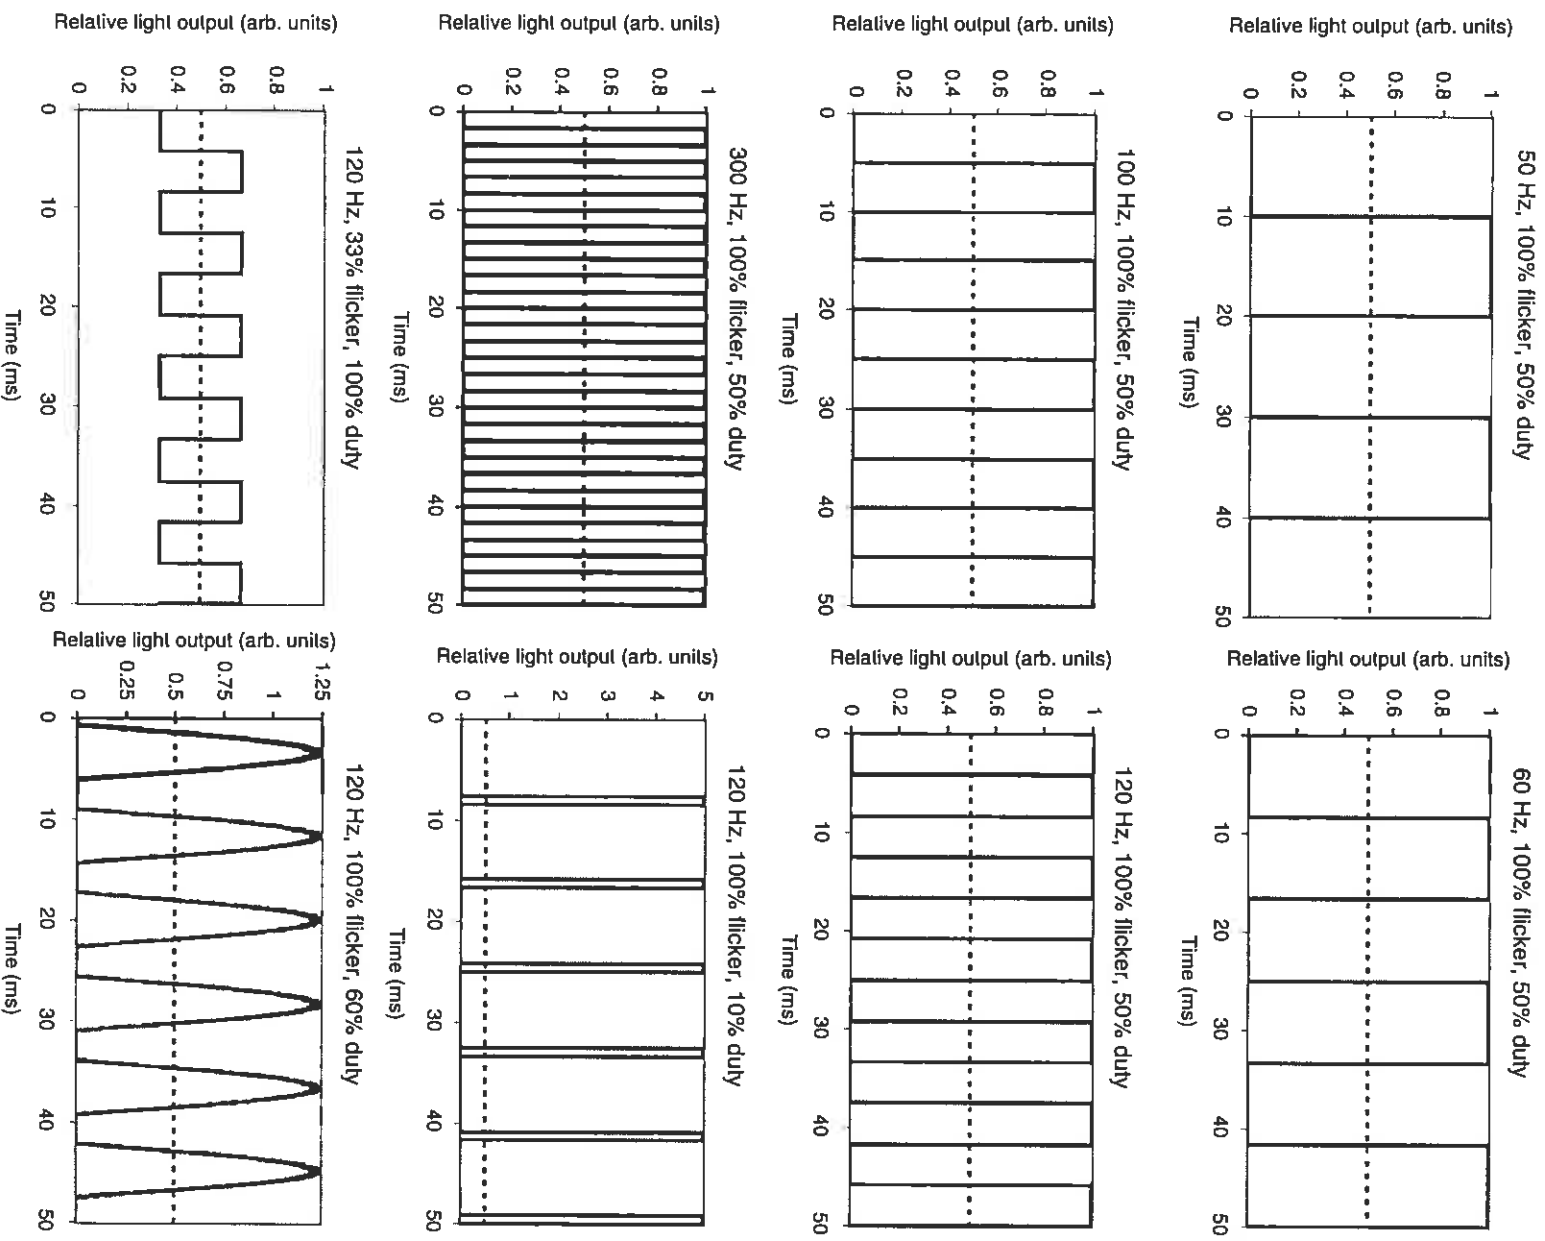 50 Hz, 100% flicker, 50% duty
Relative light output (arb. units)
1
0.8
0.6
0.4
0.2
0
0 10 20 30 40 50
Time (ms)
60 Hz, 100% flicker, 50% duty
Relative light output (arb. units)
1
0.8
0.6
0.4
0.2
0
0 10 20 30 40 50
Time (ms)
100 Hz, 100% flicker, 50% duty
Relative light output (arb. units)
1
0.8
0.6
0.4
0.2
0
0 10 20 30 40 50
Time (ms)
120 Hz, 100% flicker, 50% duty
Relative light output (arb. units)
1
0.8
0.6
0.4
0.2
0
0 10 20 30 40 50
Time (ms)
300 Hz, 100% flicker, 50% duty
Relative light output (arb. units)
1
0.8
0.6
0.4
0.2
0
0 10 20 30 40 50
Time (ms)
120 Hz, 100% flicker, 10% duty
Relative light output (arb. units)
5
4
3
2
1
0
0 10 20 30 40 50
Time (ms)
120 Hz, 33% flicker, 100% duty
Relative light output (arb. units)
1
0.8
0.6
0.4
0.2
0
0 10 20 30 40 50
Time (ms)
120 Hz, 100% flicker, 60% duty
Relative light output (arb. units)
1.25
1
0.75
0.5
0.25
0
0 10 20 30 40 50
Time (ms)